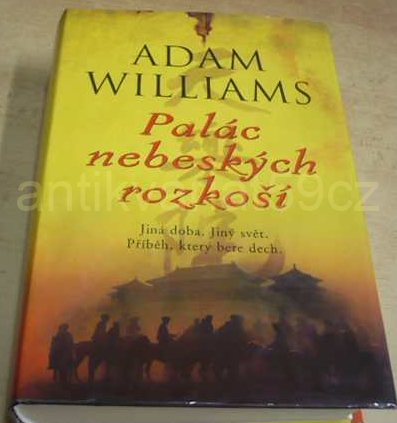 ADAM
WILLIAMS
Palác
nebeských
rozkoší
Jiná doba. Jiný svět.
Příběh, který bere dech.